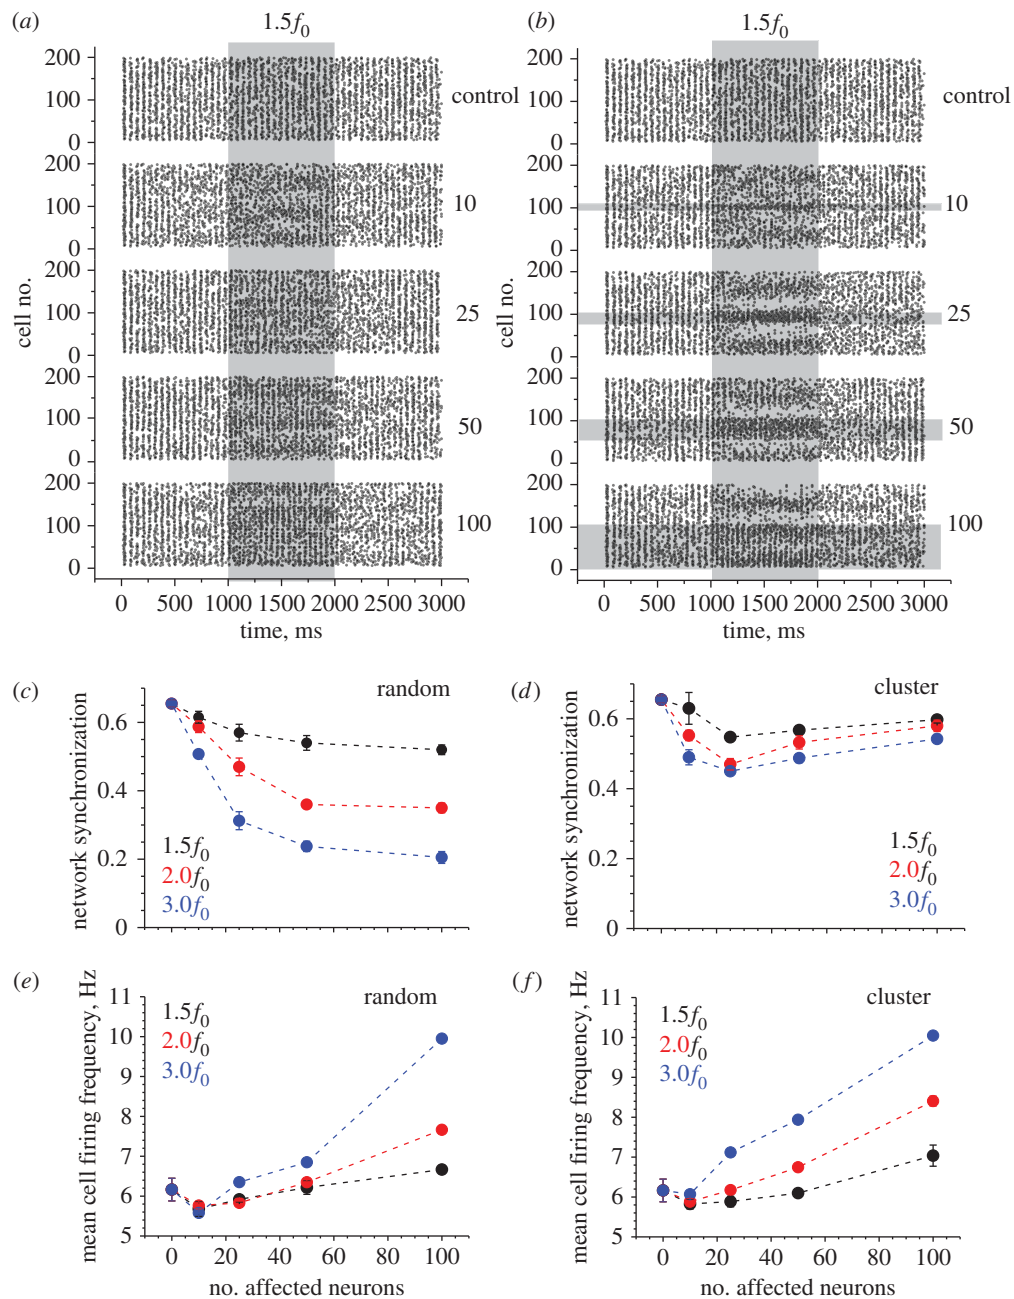 (a)
1.5f0
200
100
0
control
200
100
0
10
200
100
0
25
200
100
0
50
200
100
0
100
cell no.
0 500 1000 1500 2000 2500 3000
time, ms
(b)
1.5f0
200
100
0
control
200
100
0
10
200
100
0
25
200
100
0
50
200
100
0
100
cell no.
0 500 1000 1500 2000 2500 3000
time, ms
(c)
random
network synchronization
0.6
0.4
0.2
0
1.5f0
2.0f0
3.0f0
(d)
cluster
network synchronization
0.6
0.4
0.2
0
1.5f0
2.0f0
3.0f0
(e)
random
mean cell firing frequency, Hz
11
10
9
8
7
6
5
1.5f0
2.0f0
3.0f0
0 20 40 60 80 100
no. affected neurons
(f)
cluster
mean cell firing frequency, Hz
11
10
9
8
7
6
5
1.5f0
2.0f0
3.0f0
0 20 40 60 80 100
no. affected neurons